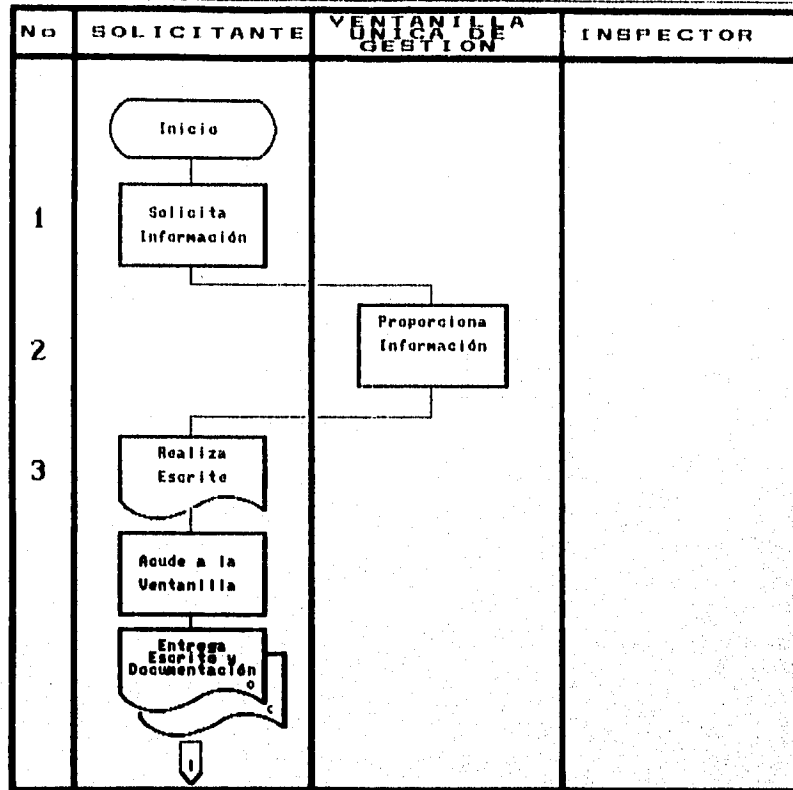 No SOLICITANTE VENTANILLA UNICA DE GESTION INSPECTOR
Inicio
1
Solicita
Información
2
Proporciona
Información
3
Realiza
Escrito
Acude a la
Ventanilla
Entrega
Escrito y
Documentación
O
C
1